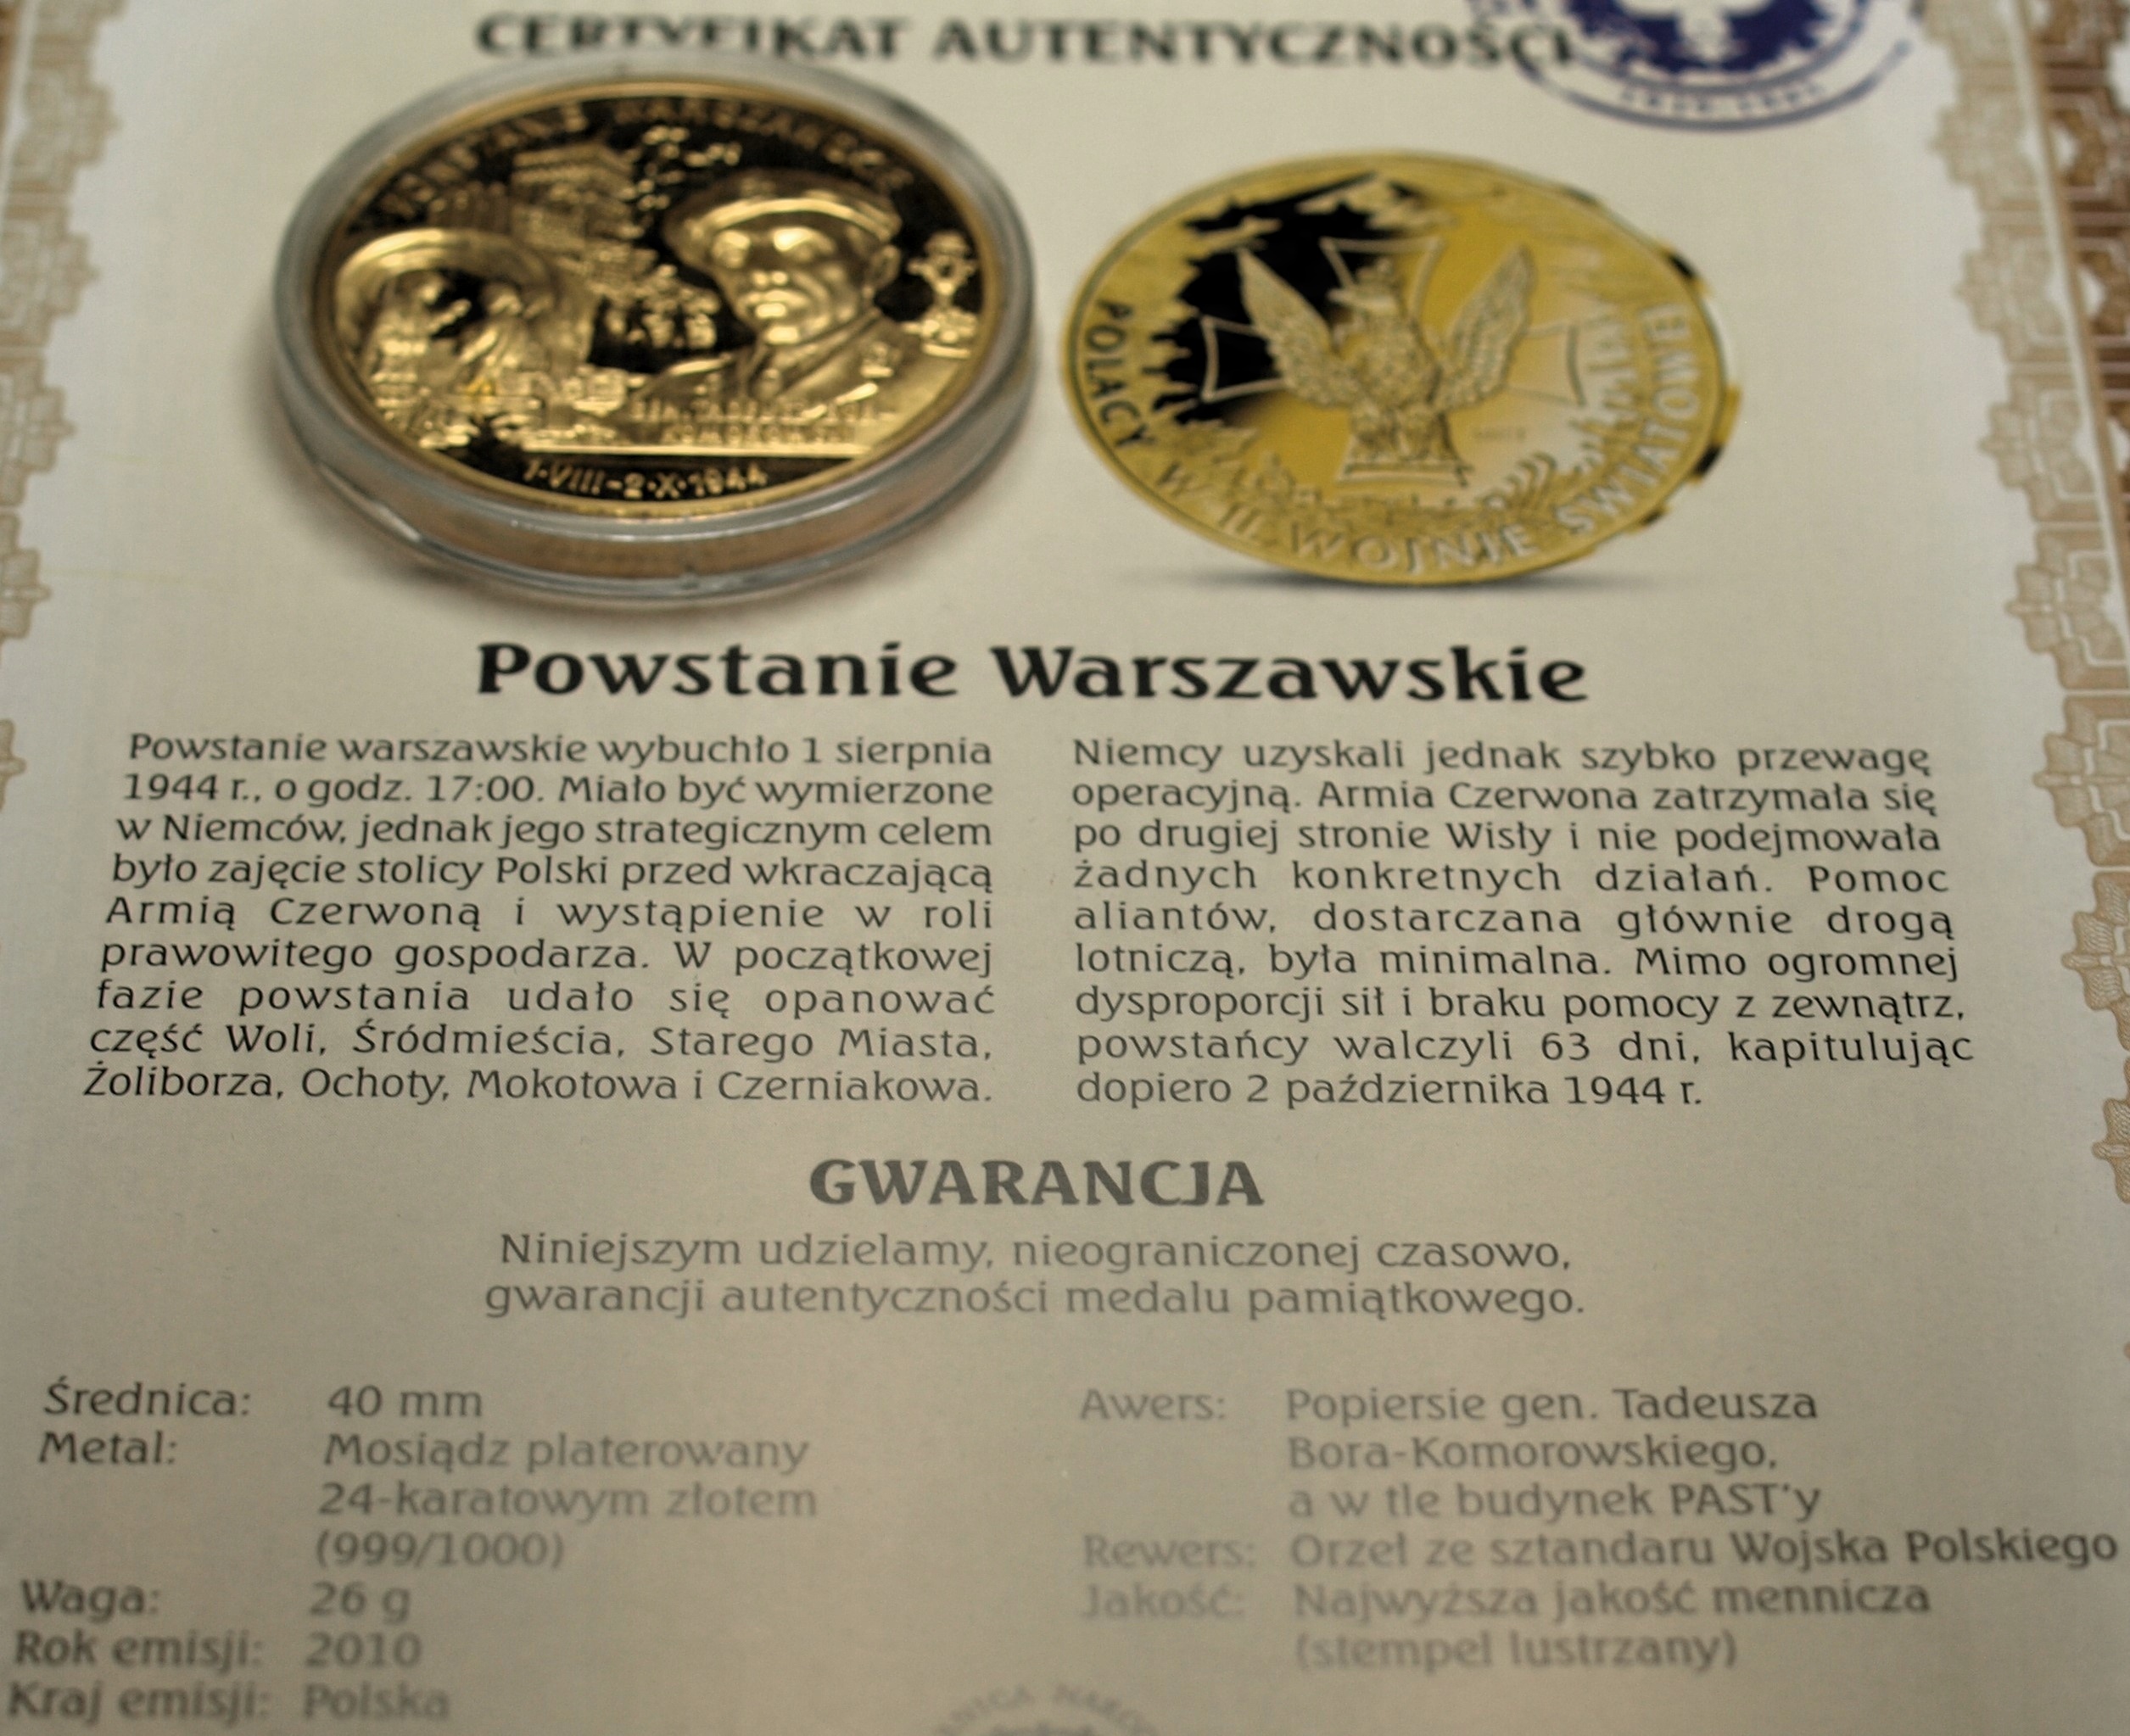 CERTYFIKAT AUTENTYCZNOŚCI
WARSZAWSKIE
1·VIII-2·X·1944
POLACY W II WOJNIE ŚWIATOWEJ
Powstanie Warszawskie
Powstanie warszawskie wybuchło 1 sierpnia
1944 r., o godz. 17:00. Miało być wymierzone
w Niemców, jednak jego strategicznym celem
było zajęcie stolicy Polski przed wkraczającą
Armią Czerwoną i wystąpienie w roli
prawowitego gospodarza. W początkowej
fazie powstania udało się opanować
część Woli, Śródmieścia, Starego Miasta,
Żoliborza, Ochoty, Mokotowa i Czerniakowa.
Niemcy uzyskali jednak szybko przewagę
operacyjną. Armia Czerwona zatrzymała się
po drugiej stronie Wisły i nie podejmowała
żadnych konkretnych działań. Pomoc
aliantów, dostarczana głównie drogą
lotniczą, była minimalna. Mimo ogromnej
dysproporcji sił i braku pomocy z zewnątrz,
powstańcy walczyli 63 dni, kapitulując
dopiero 2 października 1944 r.
GWARANCJA
Niniejszym udzielamy, nieograniczonej czasowo,
gwarancji autentyczności medalu pamiątkowego.
Średnica: 40 mm
Metal: Mosiądz platerowany
24-karatowym złotem
(999/1000)
Waga: 26 g
Rok emisji: 2010
Kraj emisji: Polska
Awers: Popiersie gen. Tadeusza
Bora-Komorowskiego,
a w tle budynek PAST'y
Rewers: Orzeł ze sztandaru Wojska Polskiego
Jakość: Najwyższa jakość mennicza
(stempel lustrzany)